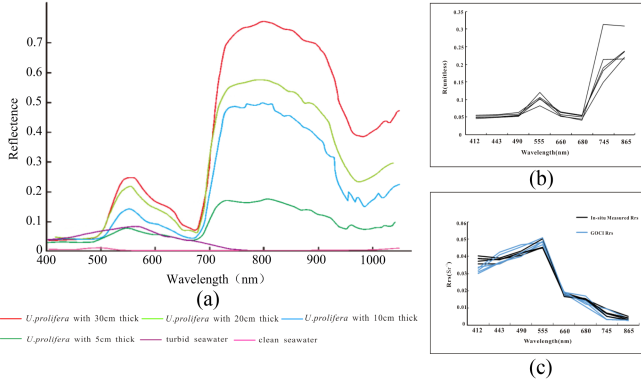 (a)
0.7
0.6
0.5
0.4
0.3
0.2
0.1
0
Reflectence
400 500 600 700 800 900 1000
Wavelength（nm）
(a)
U.prolifera with 30cm thick U.prolifera with 20cm thick U.prolifera with 10cm thick
U.prolifera with 5cm thick turbid seawater clean seawater
0.35
0.3
0.25
0.2
0.15
0.1
0.05
0
R(unitless)
412 443 490 555 660 680 745 865
Wavelength(nm)
(b)
In-situ Measured Rrs
GOCI Rrs
0.06
0.05
0.04
0.03
0.02
0.01
0
Rrs(Sr⁻)
412 443 490 555 660 680 745 865
Wavelength(nm)
(c)